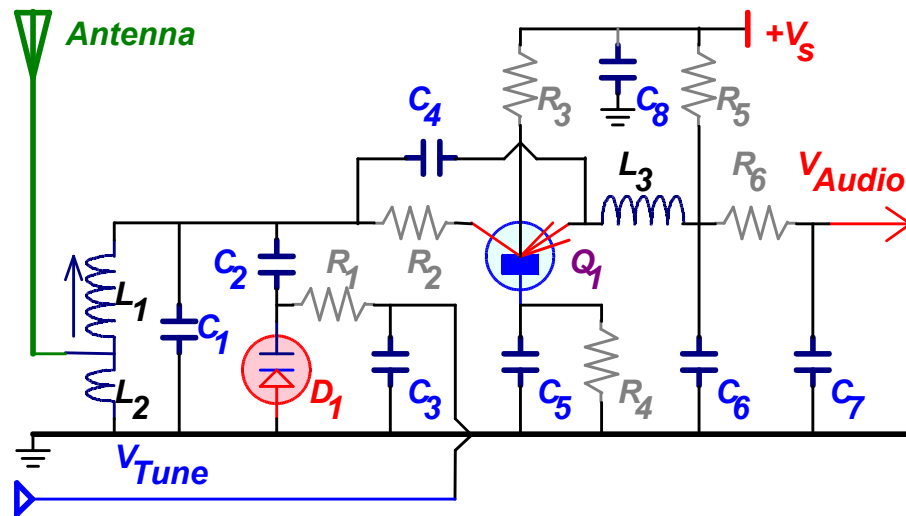 Antenna
+Vs
C4
R3
C8
R5
L3
R6
VAudio
C2
R1
R2
Q1
L1
C1
L2
D1
C3
C5
R4
C6
C7
VTune